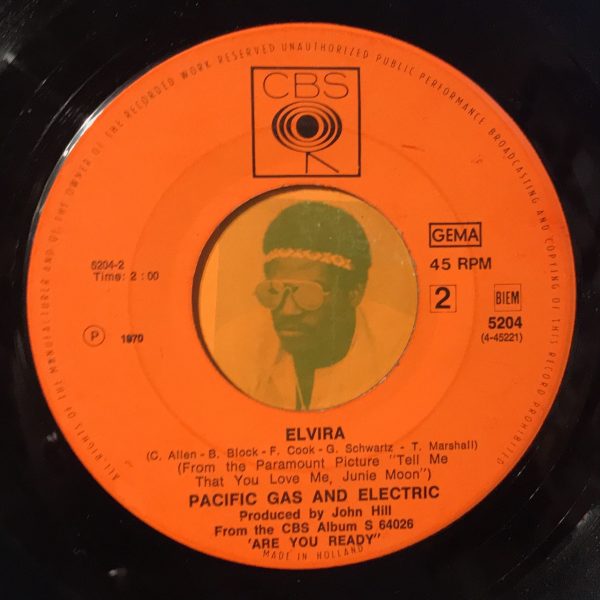 ALL RIGHTS OF THE MANUFACTURER AND OF THE OWNER OF THE RECORDED WORK RESERVED UNAUTHORIZED PUBLIC PERFORMANCE BROADCASTING AND COPYING OF THIS RECORD PROHIBITED
CBS
GEMA
6204-2
45 RPM
Time: 2 : 00
2
BIEM
5204
(4-45221)
Ⓟ 1970
ELVIRA
(C. Allen - B. Block - F. Cook - G. Schwartz - T. Marshall)
(From the Paramount Picture "Tell Me
That You Love Me, Junie Moon")
PACIFIC GAS AND ELECTRIC
Produced by John Hill
From the CBS Album S 64026
'ARE YOU READY"
MADE IN HOLLAND